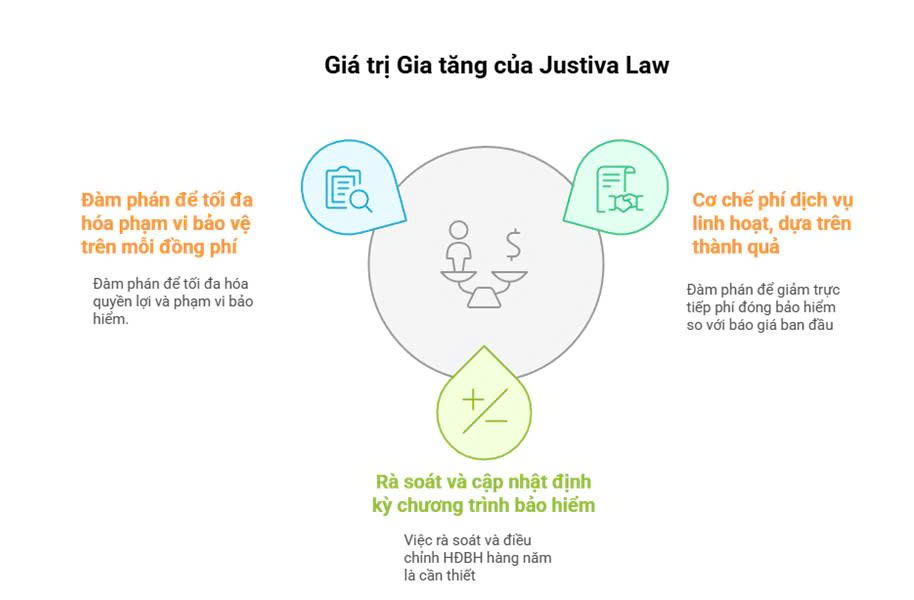 Giá trị Gia tăng của Justiva Law
Đàm phán để tối đa
hóa phạm vi bảo vệ
trên mỗi đồng phí
Đàm phán để tối đa hóa
quyền lợi và phạm vi bảo
hiểm.
Cơ chế phí dịch vụ
linh hoạt, dựa trên
thành quả
Đàm phán để giảm trực
tiếp phí đóng bảo hiểm
so với báo giá ban đầu
Rà soát và cập nhật định
kỳ chương trình bảo hiểm
Việc rà soát và điều
chỉnh HĐBH hàng năm
là cần thiết